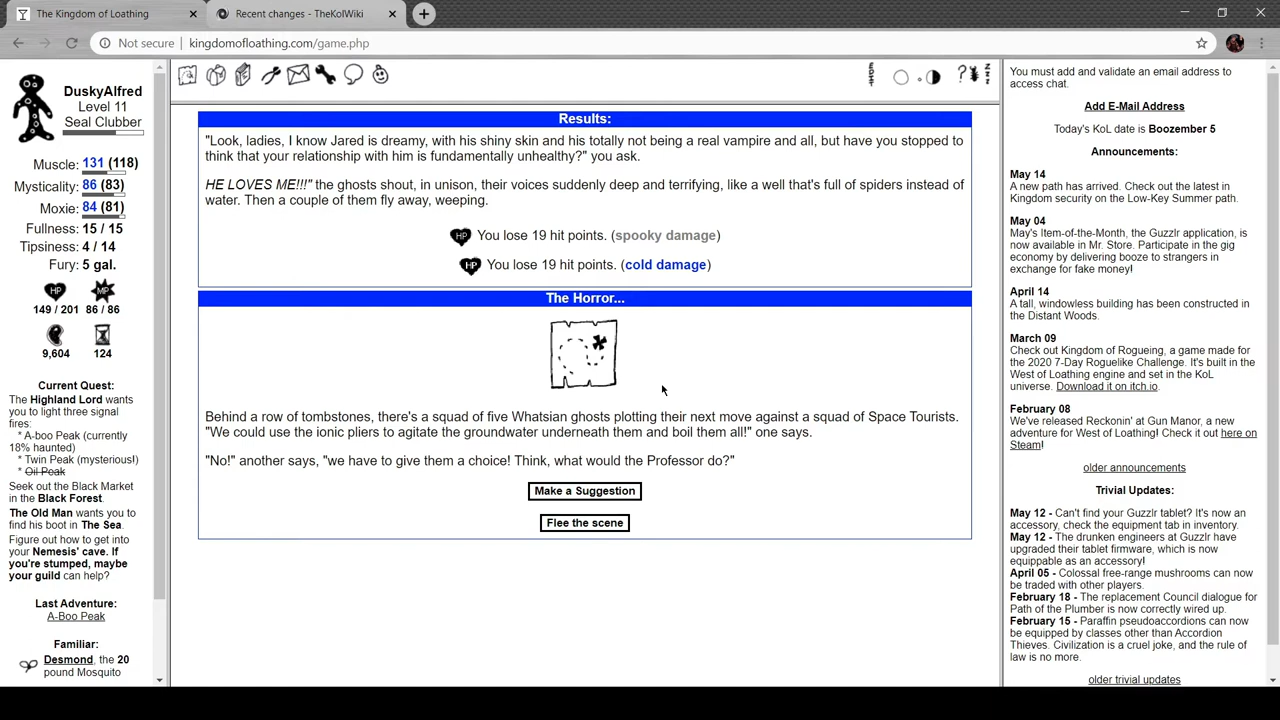 The Kingdom of Loathing
Recent changes - TheKolWiki
Not secure | kingdomofloathing.com/game.php
DuskyAlfred
Level 11
Seal Clubber
Muscle: 131 (118)
Mysticality: 86 (83)
Moxie: 84 (81)
Fullness: 15 / 15
Tipsiness: 4 / 14
Fury: 5 gal.
HP MP
149 / 201 86 / 86
9,604 124
Current Quest:
The Highland Lord wants
you to light three signal
fires:
* A-boo Peak (currently
18% haunted)
* Twin Peak (mysterious!)
* Oil Peak
Seek out the Black Market
in the Black Forest.
The Old Man wants you to
find his boot in The Sea.
Figure out how to get into
your Nemesis' cave. If
you're stumped, maybe
your guild can help?
Last Adventure:
A-Boo Peak
Familiar:
Desmond, the 20
pound Mosquito
Results:
"Look, ladies, I know Jared is dreamy, with his shiny skin and his totally not being a real vampire and all, but have you stopped to
think that your relationship with him is fundamentally unhealthy?" you ask.
HE LOVES ME!!!" the ghosts shout, in unison, their voices suddenly deep and terrifying, like a well that's full of spiders instead of
water. Then a couple of them fly away, weeping.
HP You lose 19 hit points. (spooky damage)
HP You lose 19 hit points. (cold damage)
The Horror...
Behind a row of tombstones, there's a squad of five Whatsian ghosts plotting their next move against a squad of Space Tourists.
"We could use the ionic pliers to agitate the groundwater underneath them and boil them all!" one says.
"No!" another says, "we have to give them a choice! Think, what would the Professor do?"
Make a Suggestion
Flee the scene
You must add and validate an email address to
access chat.
Add E-Mail Address
Today's KoL date is Boozember 5
Announcements:
May 14
A new path has arrived. Check out the latest in
Kingdom security on the Low-Key Summer path.
May 04
May's Item-of-the-Month, the Guzzlr application, is
now available in Mr. Store. Participate in the gig
economy by delivering booze to strangers in
exchange for fake money!
April 14
A tall, windowless building has been constructed in
the Distant Woods.
March 09
Check out Kingdom of Rogueing, a game made for
the 2020 7-Day Roguelike Challenge. It's built in the
West of Loathing engine and set in the KoL
universe. Download it on itch io.
February 08
We've released Reckonin' at Gun Manor, a new
adventure for West of Loathing! Check it out here on
Steam!
older announcements
Trivial Updates:
May 12 - Can't find your Guzzlr tablet? It's now an
accessory, check the equipment tab in inventory.
May 12 - The drunken engineers at Guzzlr have
upgraded their tablet firmware, which is now
equippable as an accessory!
April 05 - Colossal free-range mushrooms can now
be traded with other players.
February 18 - The replacement Council dialogue for
Path of the Plumber is now correctly wired up.
February 15 - Paraffin pseudoaccordions can now
be equipped by classes other than Accordion
Thieves. Civilization is a cruel joke, and the rule of
law is no more.
older trivial updates